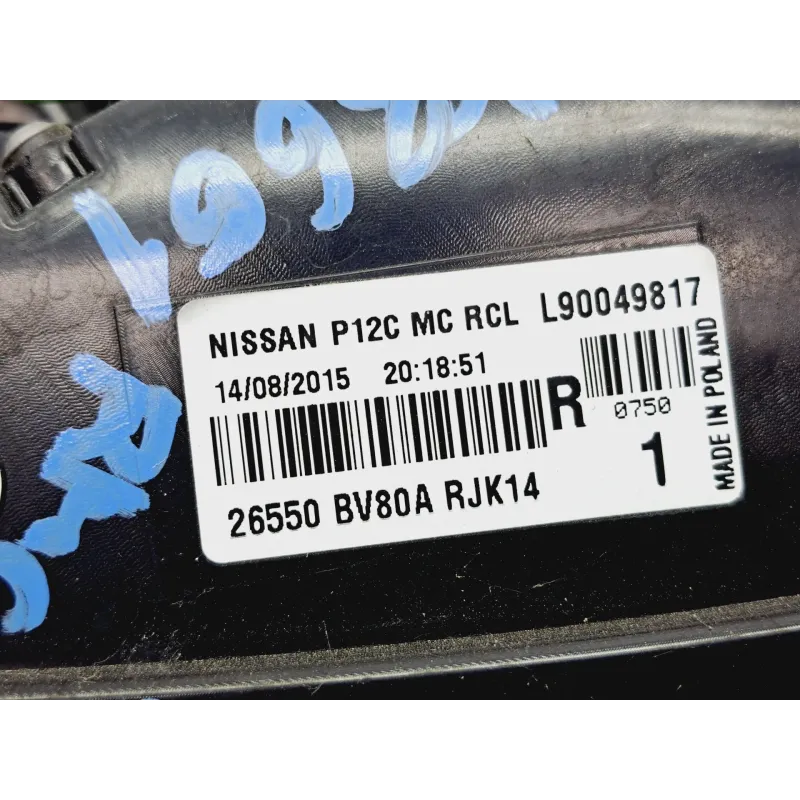 NISSAN P12C MC RCL L90049817
14/08/2015 20:18:51
R
0750
1
26550 BV80A RJK14
MADE IN POLAND